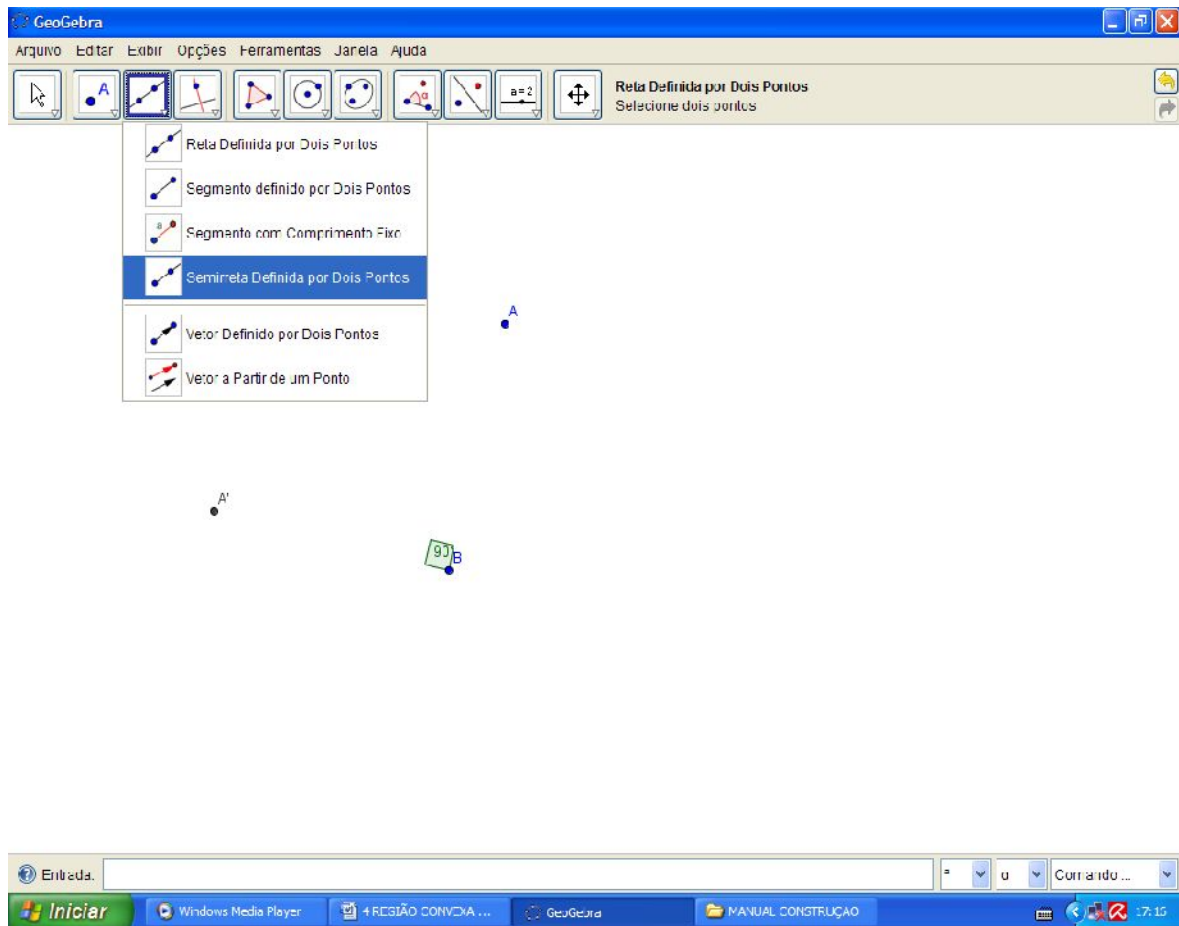 GeoGebra
Arquivo Editar Exibir Opções Ferramentas Janela Ajuda
A
a=2
Reta Definida por Dois Pontos
Selecione dois pontos
Reta Definida por Dois Pontos
Segmento definido por Dois Pontos
a
Segmento com Comprimento Fixo
Semirreta Definida por Dois Pontos
Vetor Definido por Dois Pontos
Vetor a Partir de um Ponto
A
A'
B
Entrada:
Comando ...
Iniciar
Windows Media Player
4 REGIÃO CONVEXA ...
GeoGebra
MANUAL CONSTRUÇAO